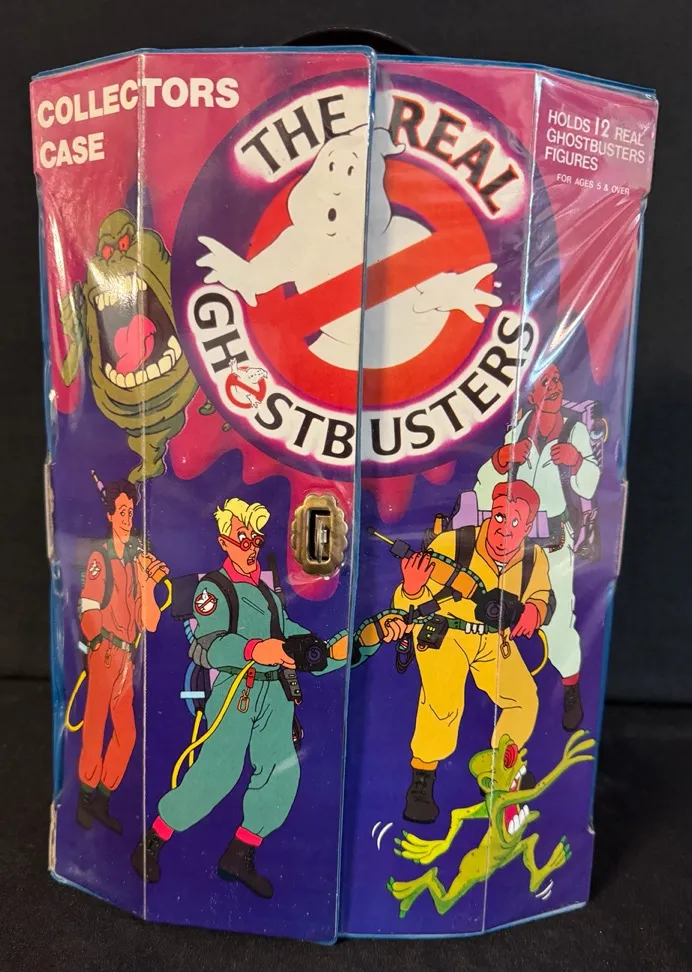 COLLECTORS
CASE
THE REAL
GHOSTBUSTERS
HOLDS 12 REAL
GHOSTBUSTERS
FIGURES
FOR AGES 5 & OVER